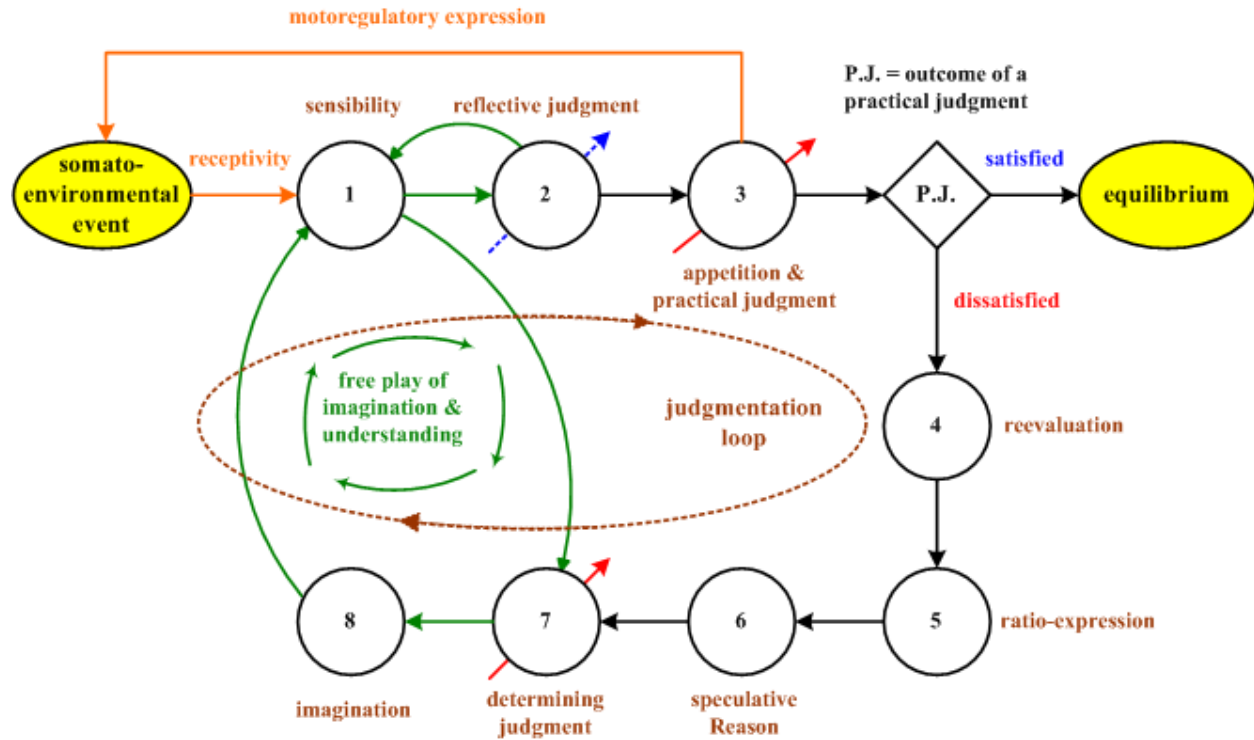 motoregulatory expression
P.J. = outcome of a
practical judgment
sensibility
reflective judgment
somato-
environmental
event
receptivity
1
2
3
P.J.
satisfied
equilibrium
appetition &
practical judgment
dissatisfied
free play of
imagination &
understanding
judgmentation
loop
4
reevaluation
8
7
6
5
ratio-expression
imagination
determining
judgment
speculative
Reason